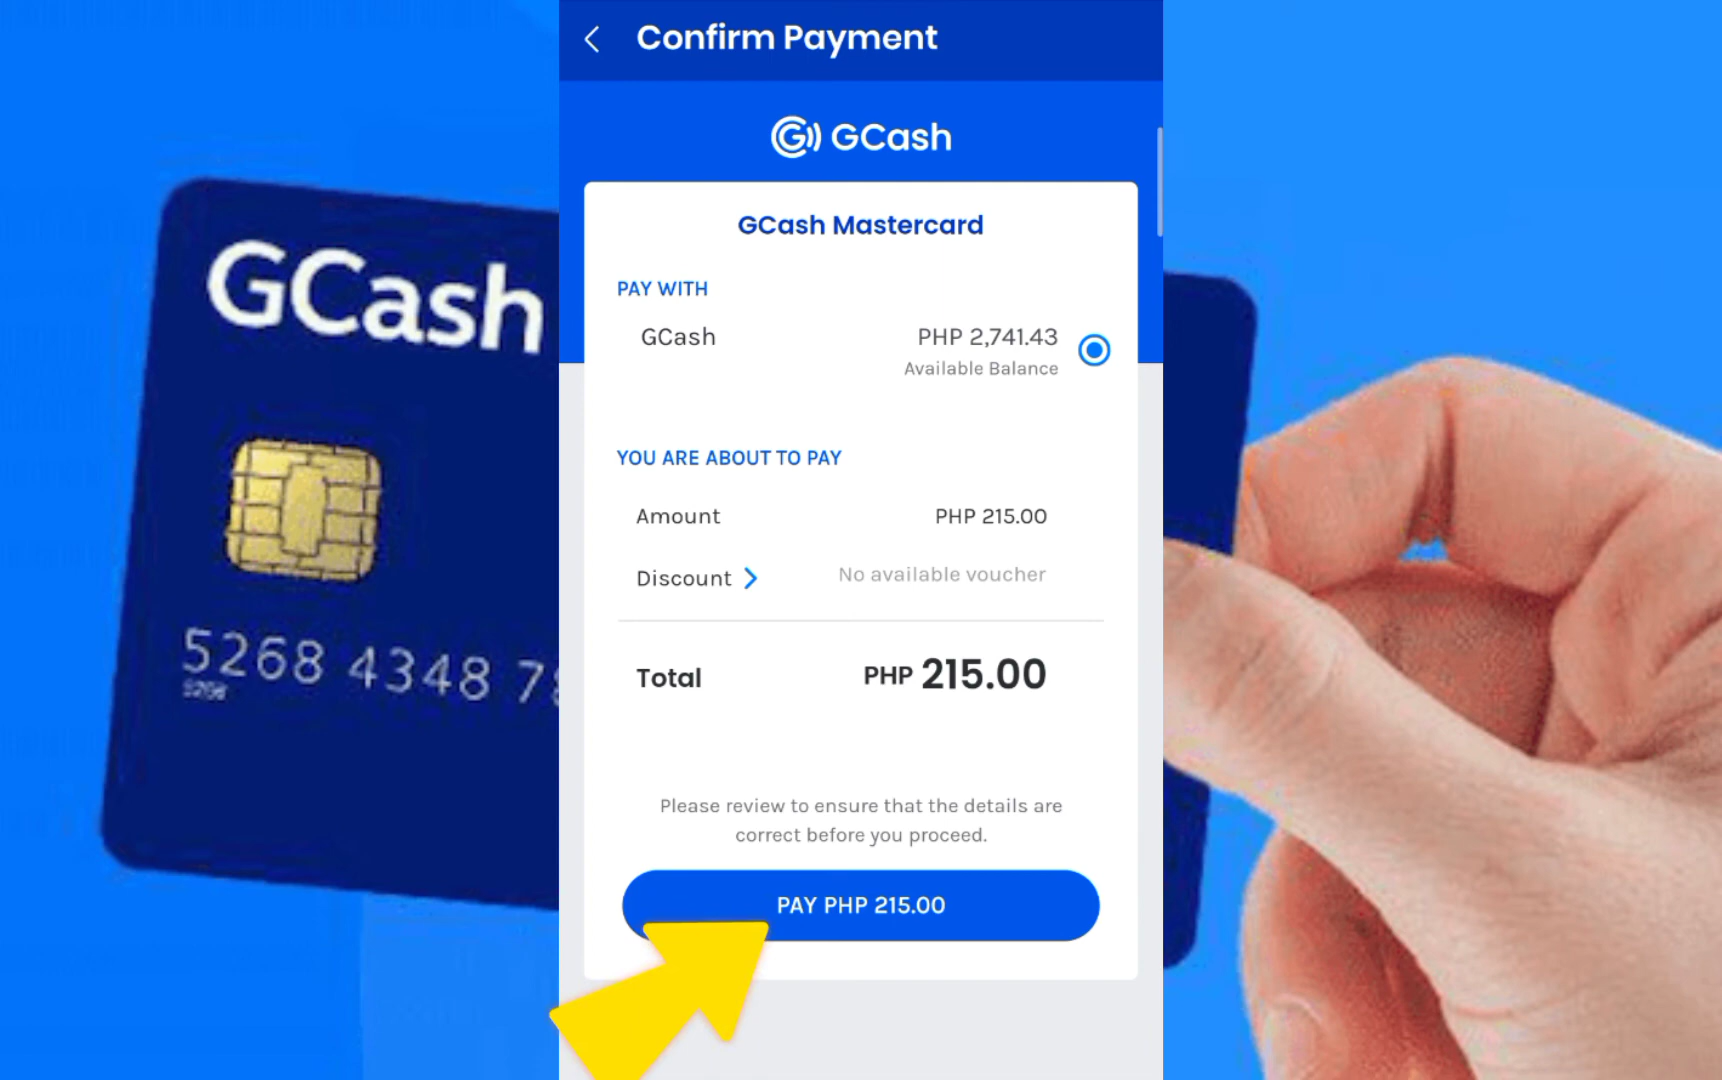 Confirm Payment
GCash
GCash Mastercard
PAY WITH
GCash PHP 2,741.43
Available Balance
YOU ARE ABOUT TO PAY
Amount PHP 215.00
Discount No available voucher
Total PHP 215.00
Please review to ensure that the details are
correct before you proceed.
PAY PHP 215.00
GCash
5268 4348 78
5268